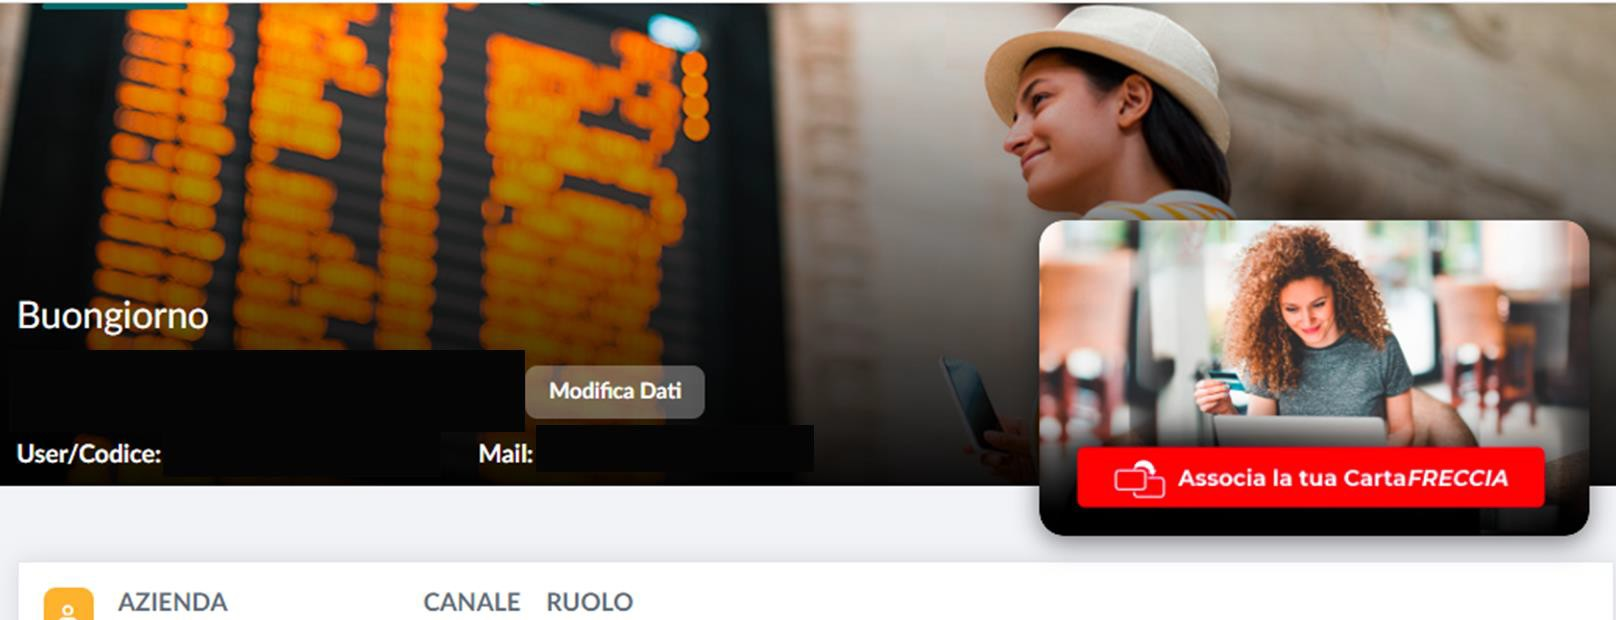 Buongiorno
Modifica Dati
User/Codice: Mail:
Associa la tua CartaFRECCIA
AZIENDA CANALE RUOLO